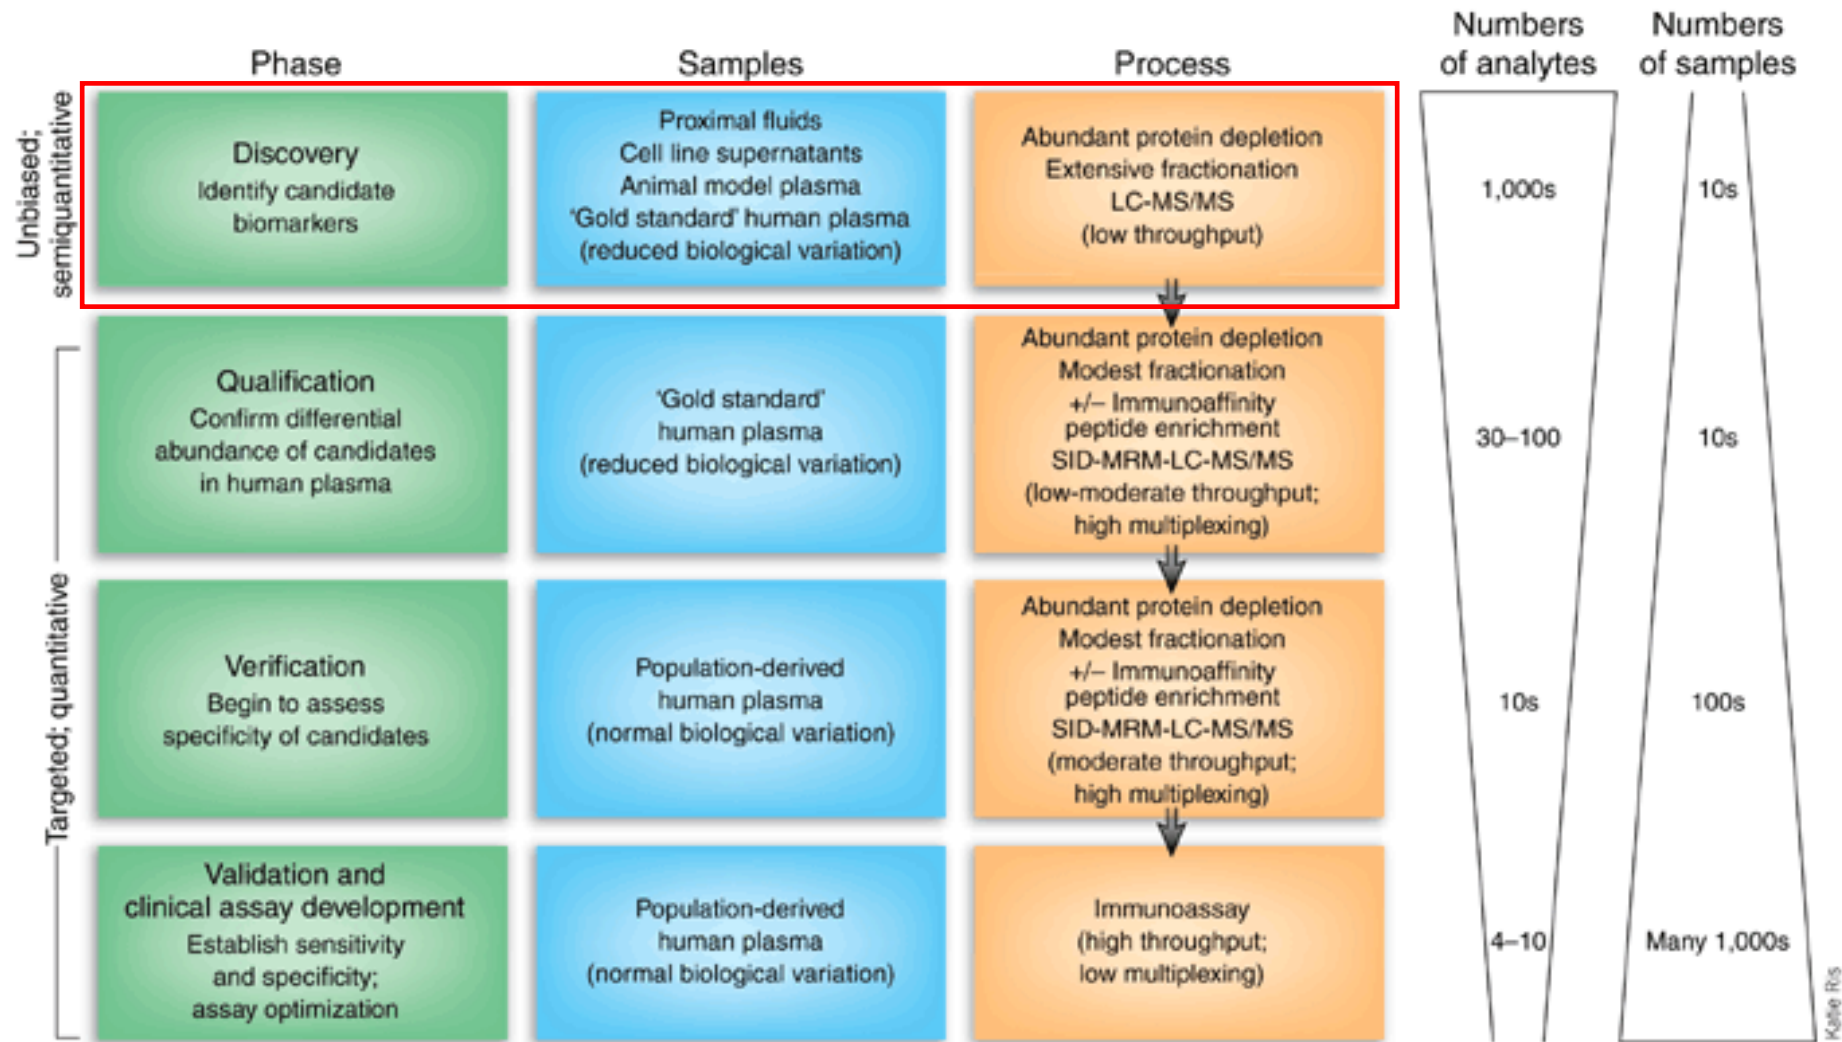 Phase
Samples
Process
Numbers
of analytes
Numbers
of samples
Unbiased;
semiquantitative
Discovery
Identify candidate
biomarkers
Proximal fluids
Cell line supernatants
Animal model plasma
'Gold standard' human plasma
(reduced biological variation)
Abundant protein depletion
Extensive fractionation
LC-MS/MS
(low throughput)
1,000s
10s
Targeted; quantitative
Qualification
Confirm differential
abundance of candidates
in human plasma
'Gold standard'
human plasma
(reduced biological variation)
Abundant protein depletion
Modest fractionation
+/– Immunoaffinity
peptide enrichment
SID-MRM-LC-MS/MS
(low-moderate throughput;
high multiplexing)
30–100
10s
Verification
Begin to assess
specificity of candidates
Population-derived
human plasma
(normal biological variation)
Abundant protein depletion
Modest fractionation
+/– Immunoaffinity
peptide enrichment
SID-MRM-LC-MS/MS
(moderate throughput;
high multiplexing)
10s
100s
Validation and
clinical assay development
Establish sensitivity
and specificity;
assay optimization
Population-derived
human plasma
(normal biological variation)
Immunoassay
(high throughput;
low multiplexing)
4–10
Many 1,000s
Katie Ris